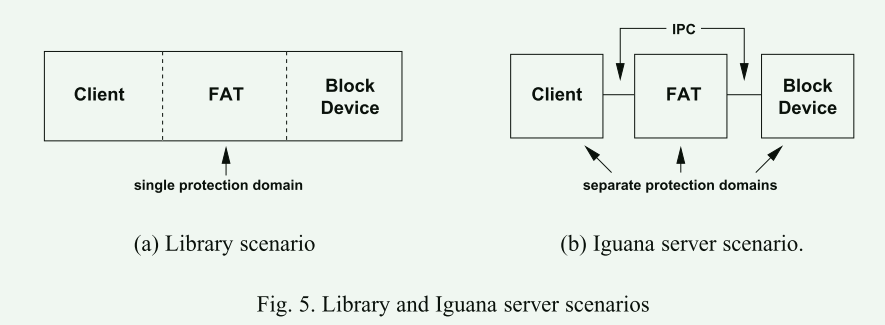 IPC
Client
FAT
Block
Device
Client
FAT
Block
Device
single protection domain
separate protection domains
(a) Library scenario
(b) Iguana server scenario.
Fig. 5. Library and Iguana server scenarios